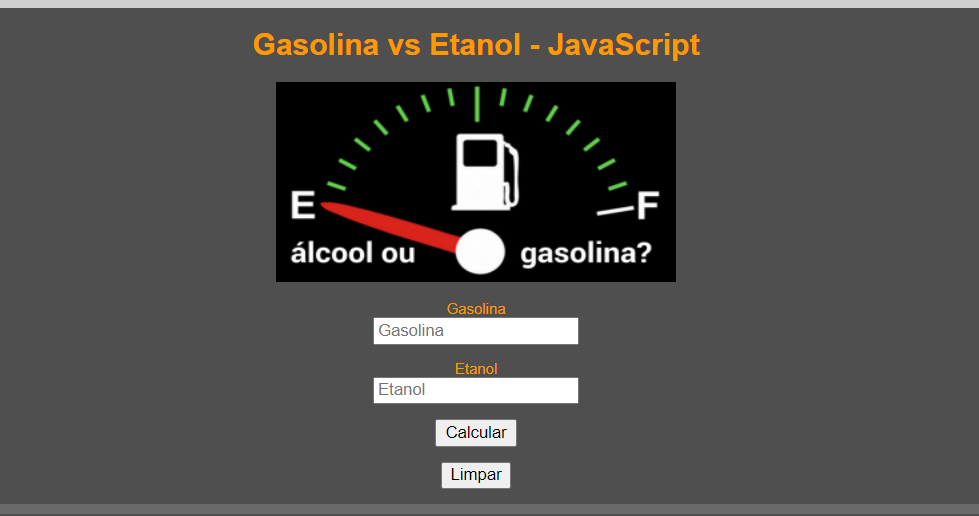 Gasolina vs Etanol - JavaScript
E F
álcool ou gasolina?
Gasolina
Gasolina
Etanol
Etanol
Calcular
Limpar